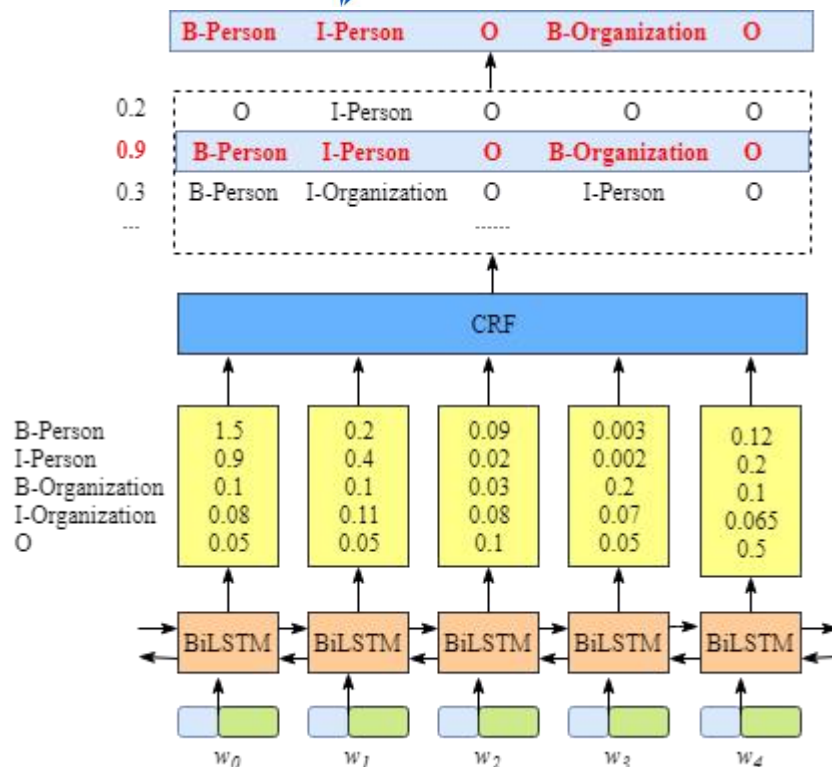 B-Person I-Person O B-Organization O
0.2 O I-Person O O O
0.9 B-Person I-Person O B-Organization O
0.3 B-Person I-Organization O I-Person O
... ......
CRF
B-Person 1.5 0.2 0.09 0.003 0.12
I-Person 0.9 0.4 0.02 0.002 0.2
B-Organization 0.1 0.1 0.03 0.2 0.1
I-Organization 0.08 0.11 0.08 0.07 0.065
O 0.05 0.05 0.1 0.05 0.5
BiLSTM BiLSTM BiLSTM BiLSTM BiLSTM
w0 w1 w2 w3 w4